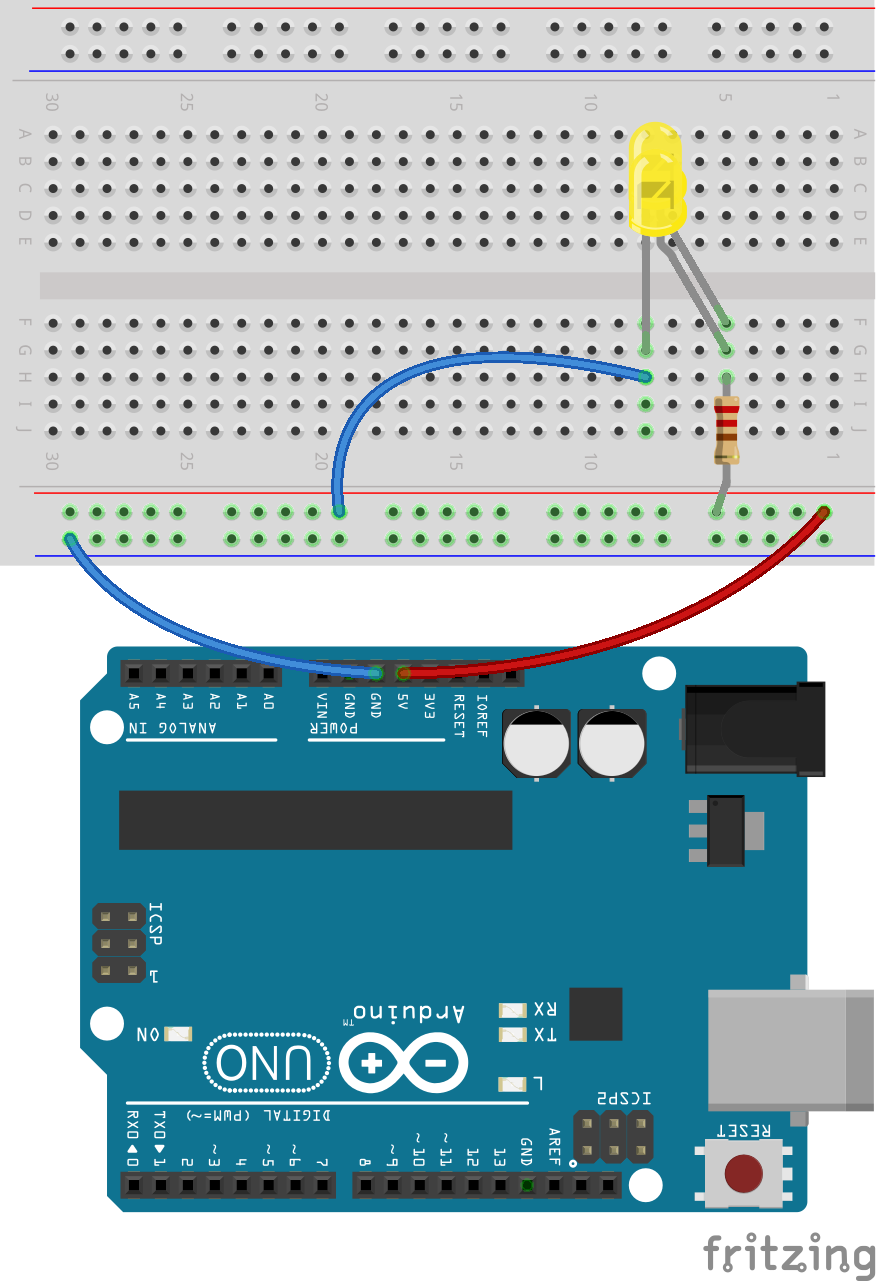 30 25 20 15 10 5 1
A A
B B
C C
D D
E E
F F
G G
H H
I I
J J
30 25 20 15 10 1
A5 A4 A3 A2 A1 A0 VIN GND GND 5V 3V3 RESET IOREF
ANALOG IN POWER
ICSP
1
Arduino
TM
RX
ON TX
UNO
L
DIGITAL (PWM=~) ICSP2
RESET
RX0 ◀ 0 TX0 ▶ 1 2 ~3 4 ~5 ~6 7 8 ~9 ~10 ~11 12 13 GND AREF
fritzing